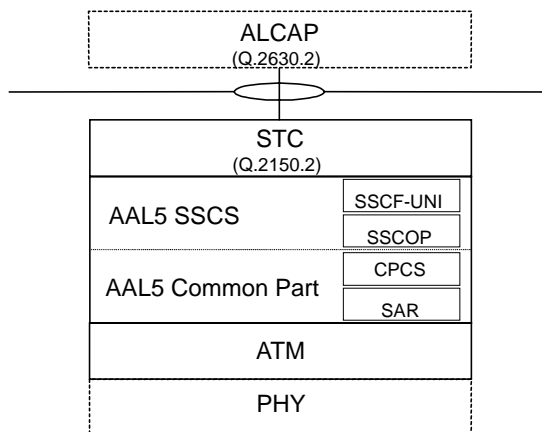 ALCAP
(Q.2630.2)
STC
(Q.2150.2)
AAL5 SSCS
SSCF-UNI
SSCOP
AAL5 Common Part
CPCS
SAR
ATM
PHY